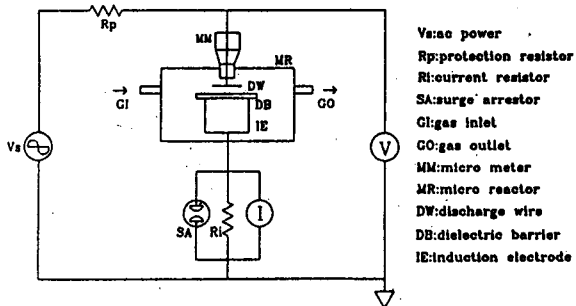 Rp
MM
MR
DW
DB
IE
GI
GO
Vs
V
SA
Ri
I
Vs:ac power
Rp:protection resistor
Ri:current resistor
SA:surge arrestor
GI:gas inlet
GO:gas outlet
MM:micro meter
MR:micro reactor
DW:discharge wire
DB:dielectric barrier
IE:induction electrode